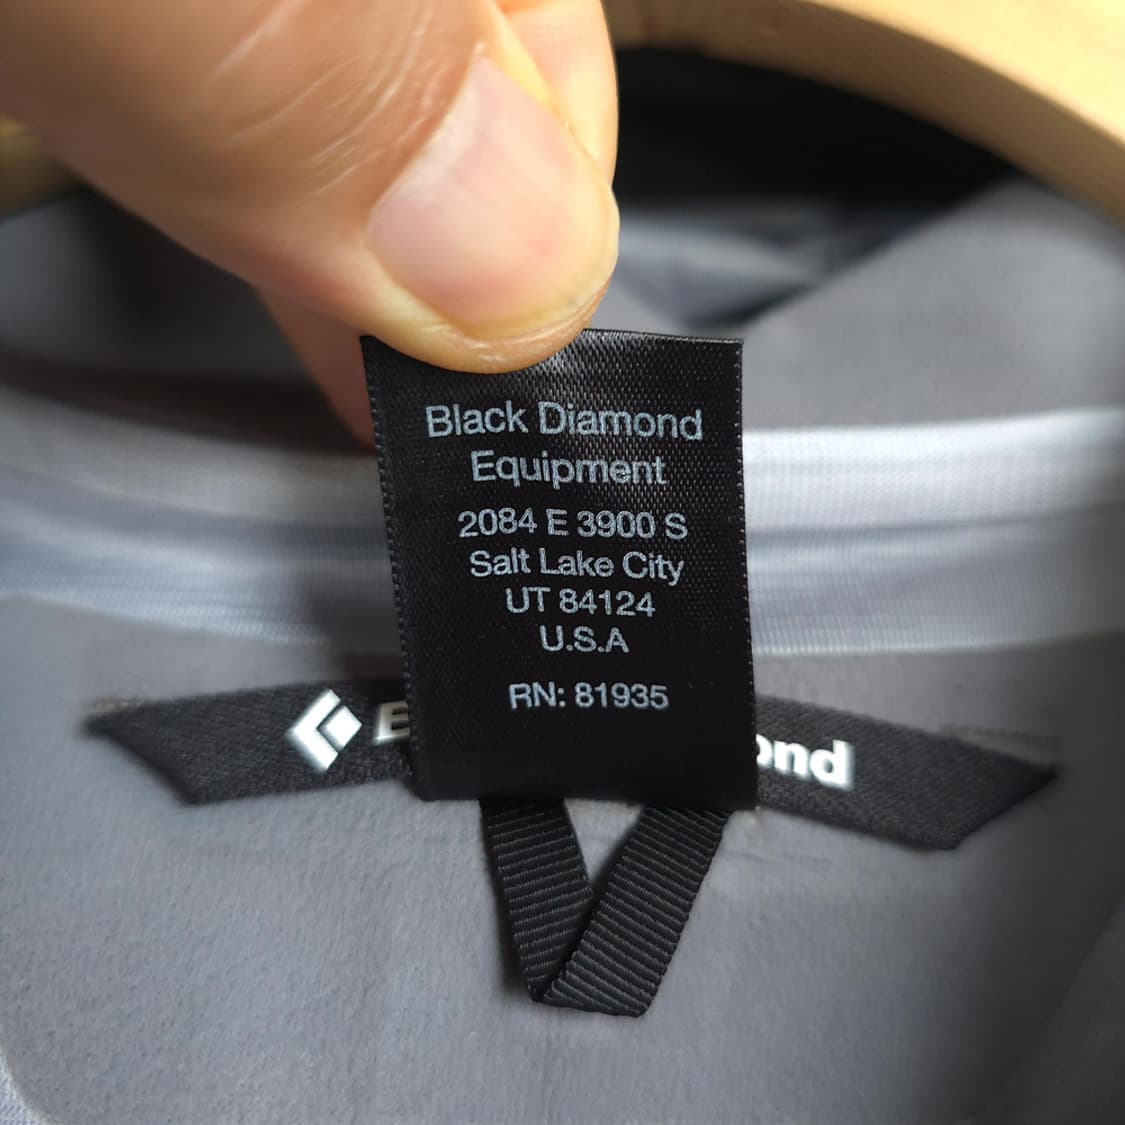 Black Diamond
Equipment
2084 E 3900 S
Salt Lake City
UT 84124
U.S.A
RN: 81935